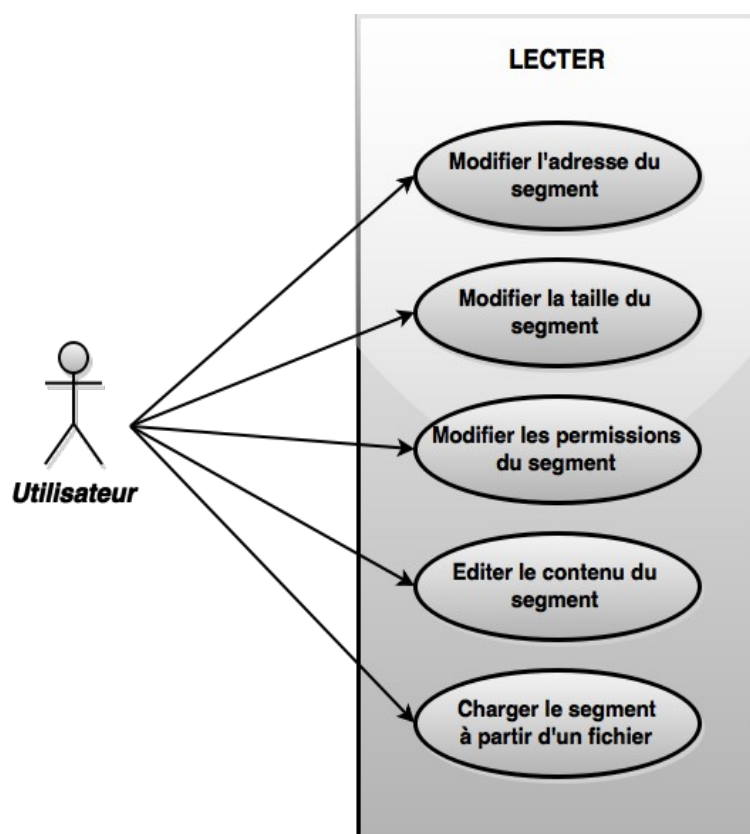 LECTER
Modifier l'adresse du
segment
Modifier la taille du
segment
Modifier les permissions
du segment
Utilisateur
Editer le contenu du
segment
Charger le segment
à partir d'un fichier